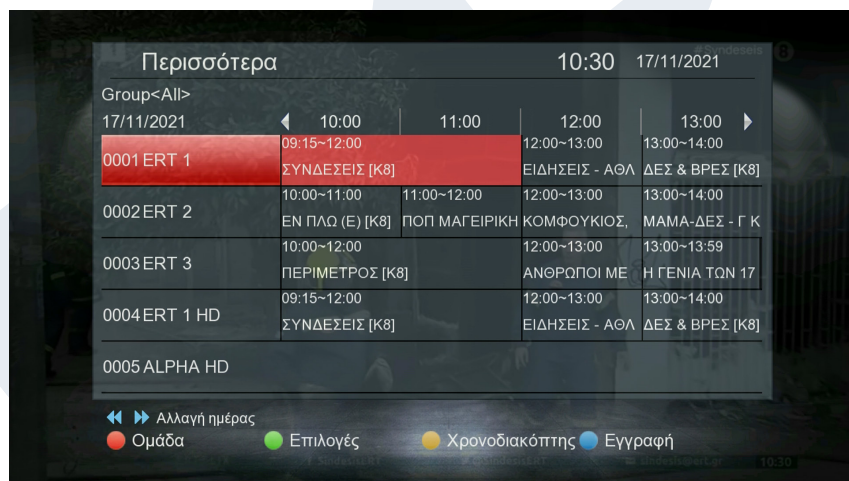 Περισσότερα 10:30 17/11/2021
Group<All>
17/11/2021 10:00 11:00 12:00 13:00
0001 ERT 1
09:15~12:00 12:00~13:00 13:00~14:00
ΣΥΝΔΕΣΕΙΣ [K8] ΕΙΔΗΣΕΙΣ - ΑΘΛ ΔΕΣ & ΒΡΕΣ [K8]
0002 ERT 2
10:00~11:00 11:00~12:00 12:00~13:00 13:00~14:00
ΕΝ ΠΛΩ (Ε) [K8] ΠΟΠ ΜΑΓΕΙΡΙΚΗ ΚΟΜΦΟΥΚΙΟΣ, ΜΑΜΑ-ΔΕΣ - Γ Κ
0003 ERT 3
10:00~12:00 12:00~13:00 13:00~13:59
ΠΕΡΙΜΕΤΡΟΣ [K8] ΑΝΘΡΩΠΟΙ ΜΕ Η ΓΕΝΙΑ ΤΩΝ 17
0004 ERT 1 HD
09:15~12:00 12:00~13:00 13:00~14:00
ΣΥΝΔΕΣΕΙΣ [K8] ΕΙΔΗΣΕΙΣ - ΑΘΛ ΔΕΣ & ΒΡΕΣ [K8]
0005 ALPHA HD
Αλλαγή ημέρας
Ομάδα Επιλογές Χρονοδιακόπτης Εγγραφή
#Syndeseis 8
10:30